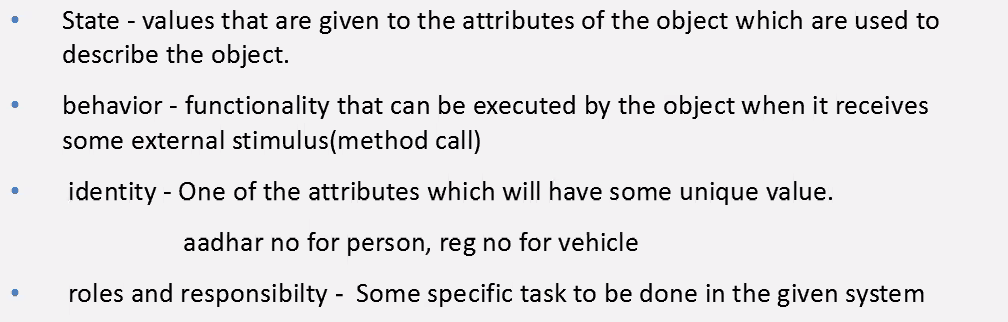 • State - values that are given to the attributes of the object which are used to
describe the object.
• behavior - functionality that can be executed by the object when it receives
some external stimulus(method call)
• identity - One of the attributes which will have some unique value.
aadhar no for person, reg no for vehicle
• roles and responsibilty - Some specific task to be done in the given system